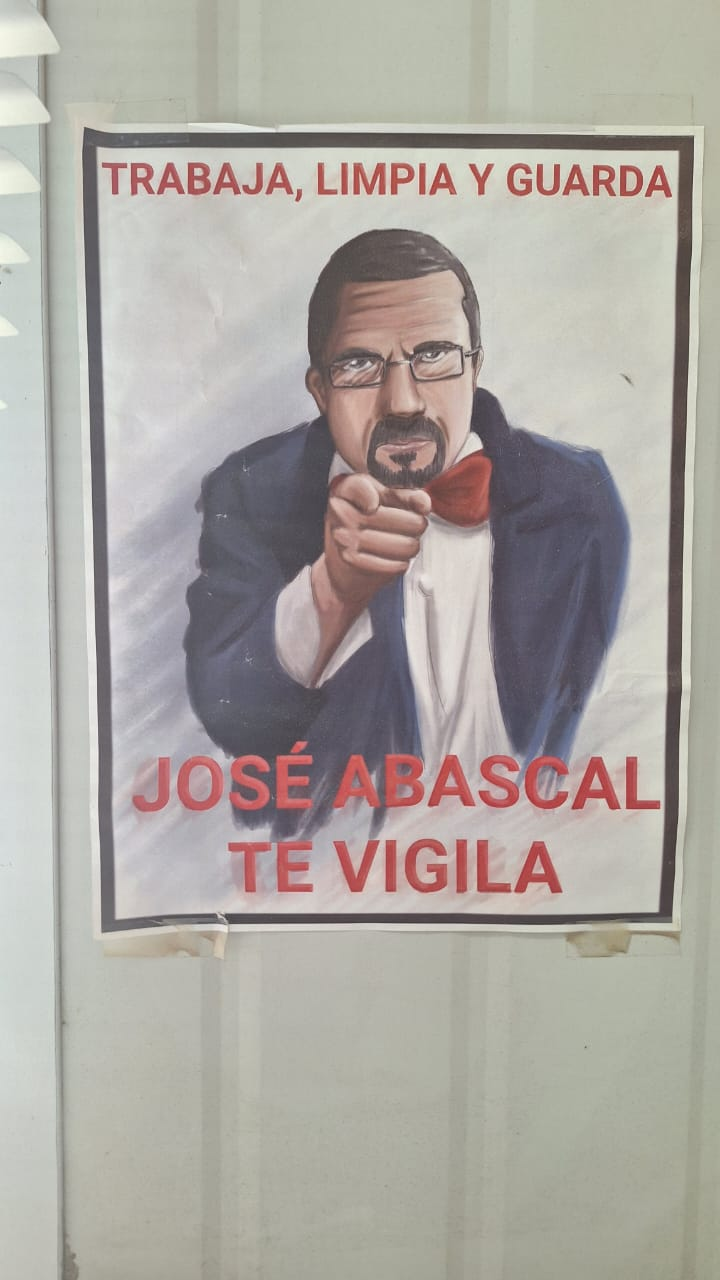 TRABAJA, LIMPIA Y GUARDA
JOSÉ ABASCAL
TE VIGILA